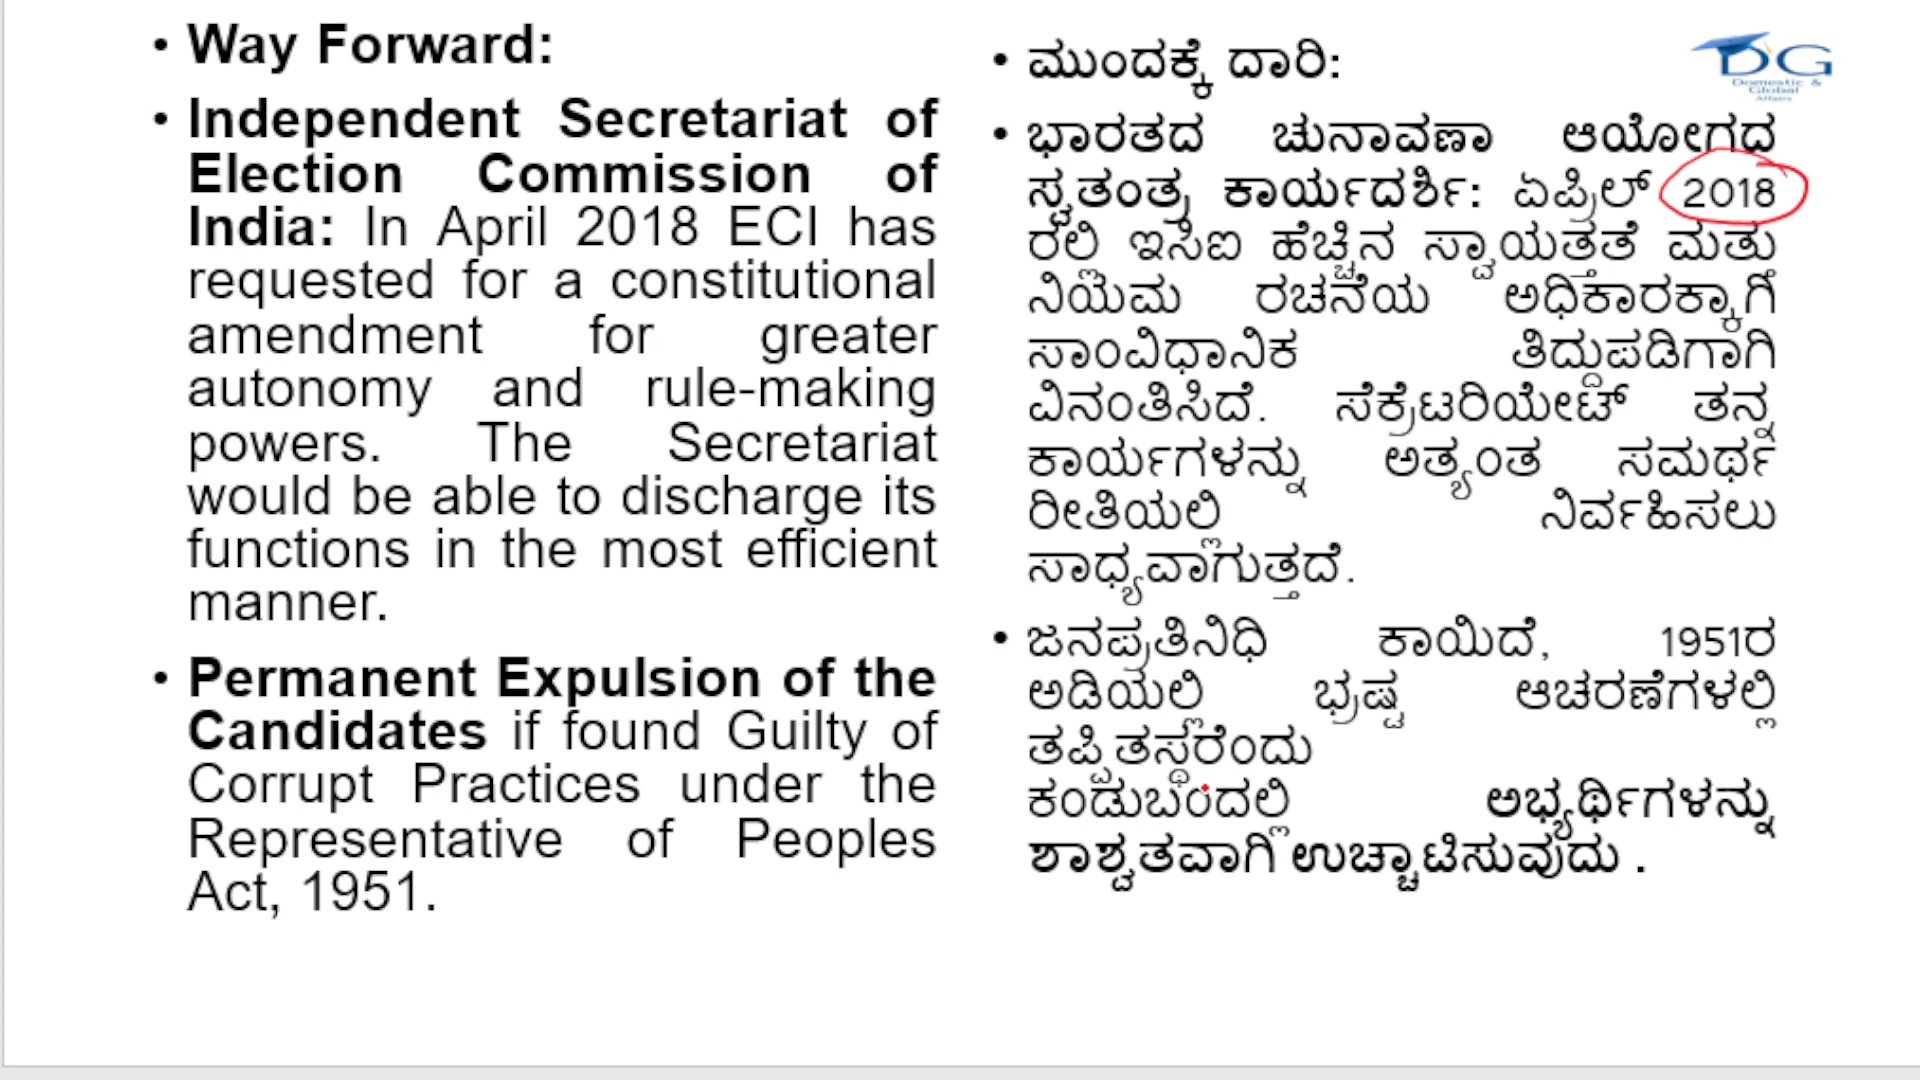 • Way Forward:
• Independent Secretariat of
Election Commission of
India: In April 2018 ECI has
requested for a constitutional
amendment for greater
autonomy and rule-making
powers. The Secretariat
would be able to discharge its
functions in the most efficient
manner.
• Permanent Expulsion of the
Candidates if found Guilty of
Corrupt Practices under the
Representative of Peoples
Act, 1951.
• ಮುಂದಕ್ಕೆ ದಾರಿ:
• ಭಾರತದ ಚುನಾವಣಾ ಆಯೋಗದ
ಸ್ವತಂತ್ರ ಕಾರ್ಯದರ್ಶಿ: ಏಪ್ರಿಲ್ 2018
ರಲ್ಲಿ ಇಸಿಐ ಹೆಚ್ಚಿನ ಸ್ವಾಯತ್ತತೆ ಮತ್ತು
ನಿಯಮ ರಚನೆಯ ಅಧಿಕಾರಕ್ಕಾಗಿ
ಸಾಂವಿಧಾನಿಕ ತಿದ್ದುಪಡಿಗಾಗಿ
ವಿನಂತಿಸಿದೆ. ಸೆಕ್ರೆಟರಿಯೇಟ್ ತನ್ನ
ಕಾರ್ಯಗಳನ್ನು ಅತ್ಯಂತ ಸಮರ್ಥ
ರೀತಿಯಲ್ಲಿ ನಿರ್ವಹಿಸಲು
ಸಾಧ್ಯವಾಗುತ್ತದೆ.
• ಜನಪ್ರತಿನಿಧಿ ಕಾಯಿದೆ, 1951ರ
ಅಡಿಯಲ್ಲಿ ಭ್ರಷ್ಟ ಆಚರಣೆಗಳಲ್ಲಿ
ತಪ್ಪಿತಸ್ಥರೆಂದು
ಕಂಡುಬಂದಲ್ಲಿ ಅಭ್ಯರ್ಥಿಗಳನ್ನು
ಶಾಶ್ವತವಾಗಿ ಉಚ್ಚಾಟಿಸುವುದು .
DG
Domestic &
Global
Affairs